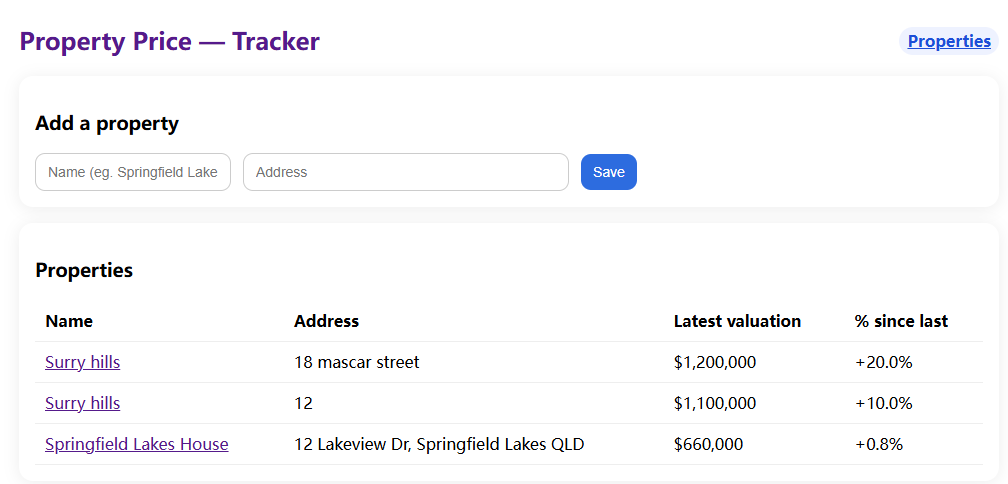 Property Price — Tracker Properties
Add a property
Name (eg. Springfield Lake Address Save
Properties
Name Address Latest valuation % since last
Surry hills 18 mascar street $1,200,000 +20.0%
Surry hills 12 $1,100,000 +10.0%
Springfield Lakes House 12 Lakeview Dr, Springfield Lakes QLD $660,000 +0.8%